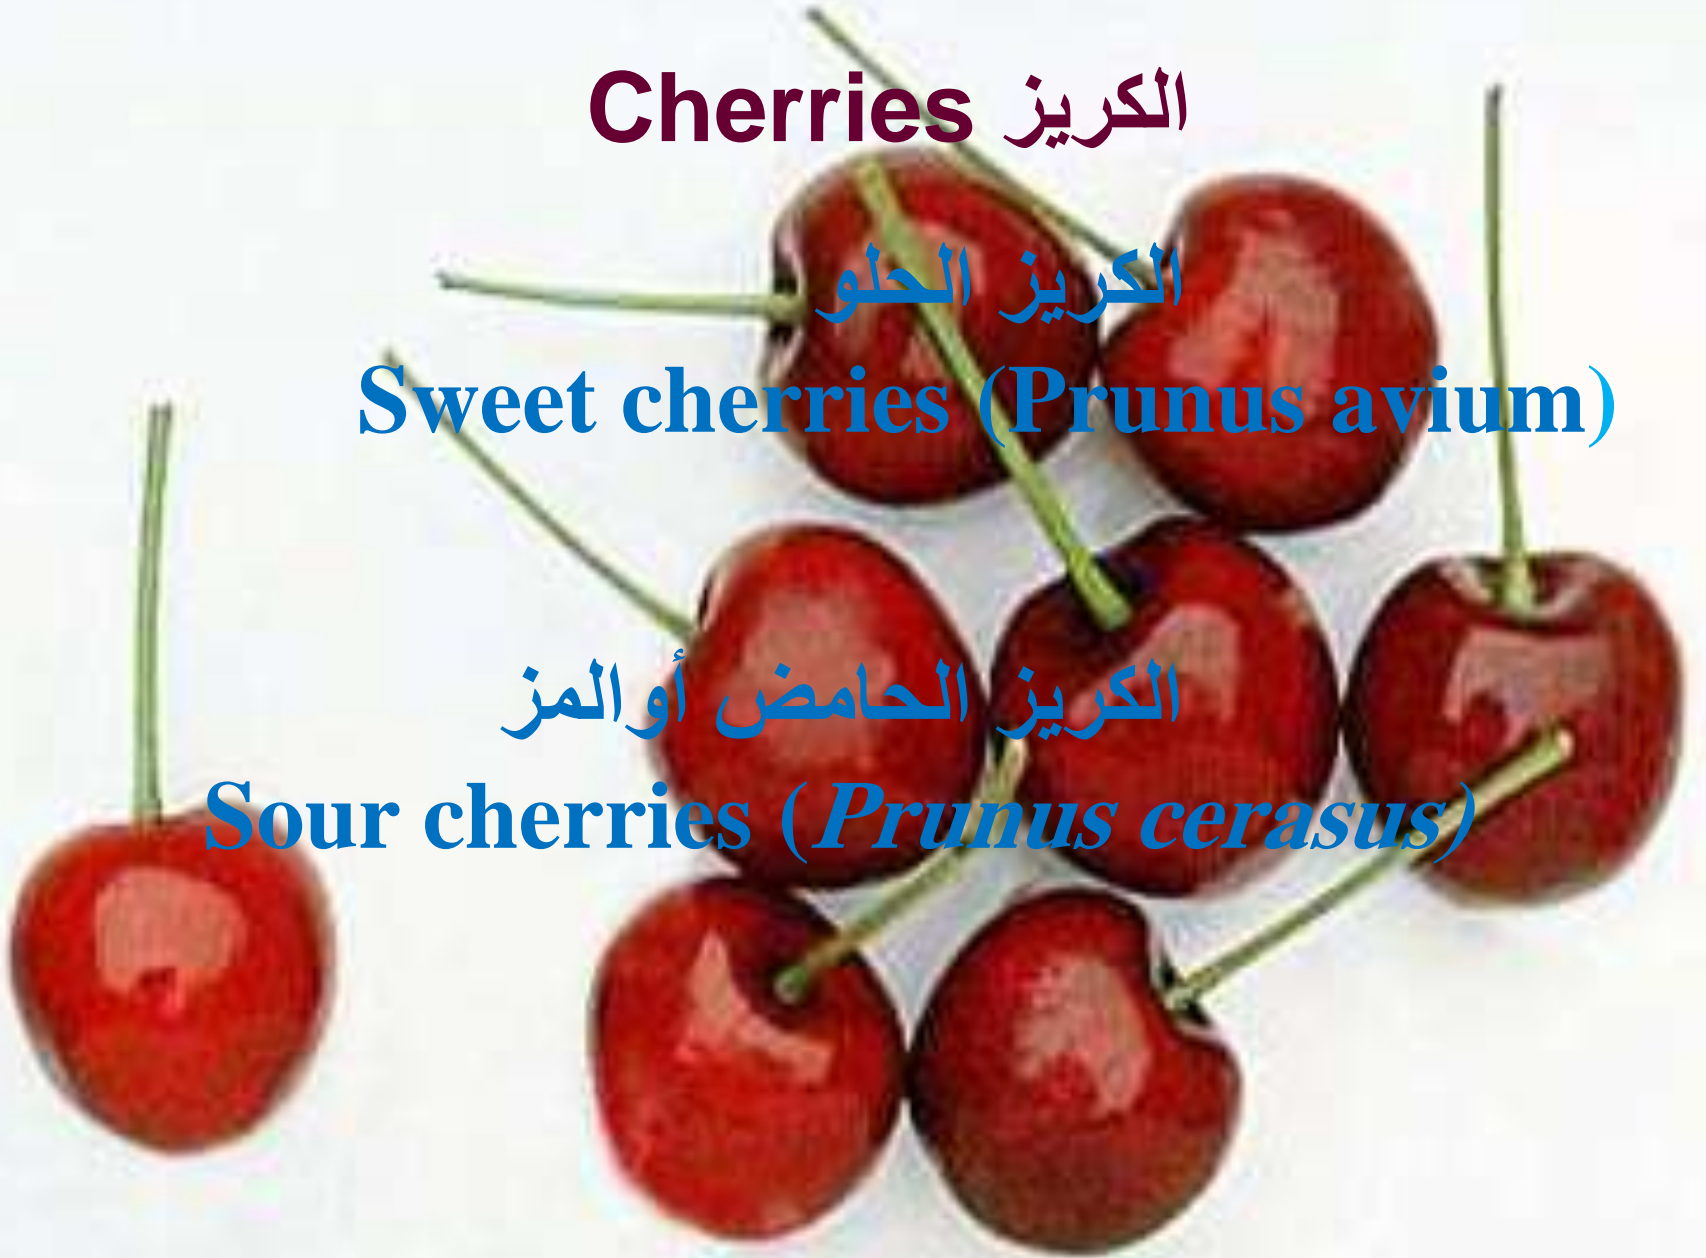 الكريز Cherries
الكريز الحلو
Sweet cherries (Prunus avium)
الكريز الحامض أوالمز
Sour cherries (Prunus cerasus)